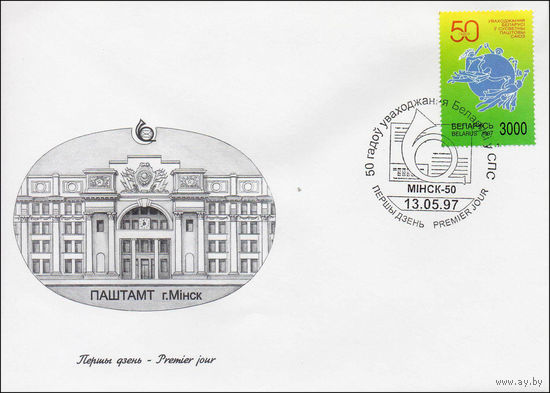 50
УВАХОДЖАННЯ
БЕЛАРУСІ
У СУСВЕТНЫ
ПАШТОВЫ
САЮЗ
БЕЛАРУСЬ
BELARUS 1997
3000
50 гадоў уваходжання Беларусі у СПС
МІНСК-50
13.05.97
ПЕРШЫ ДЗЕНЬ PREMIER JOUR
ПАШТАМТ г.Мінск
Першы дзень - Premier jour
www.ay.by